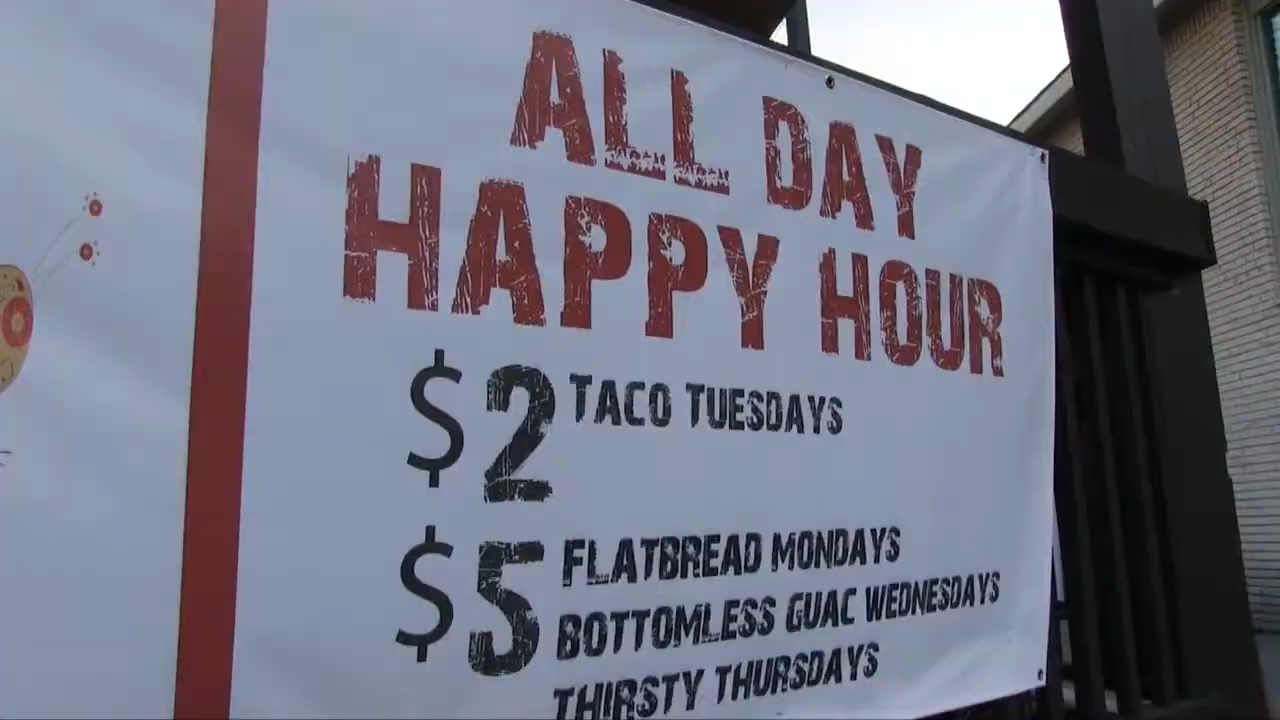 ALL DAY
HAPPY HOUR
$2 TACO TUESDAYS
$5 FLATBREAD MONDAYS
BOTTOMLESS GUAC WEDNESDAYS
THIRSTY THURSDAYS